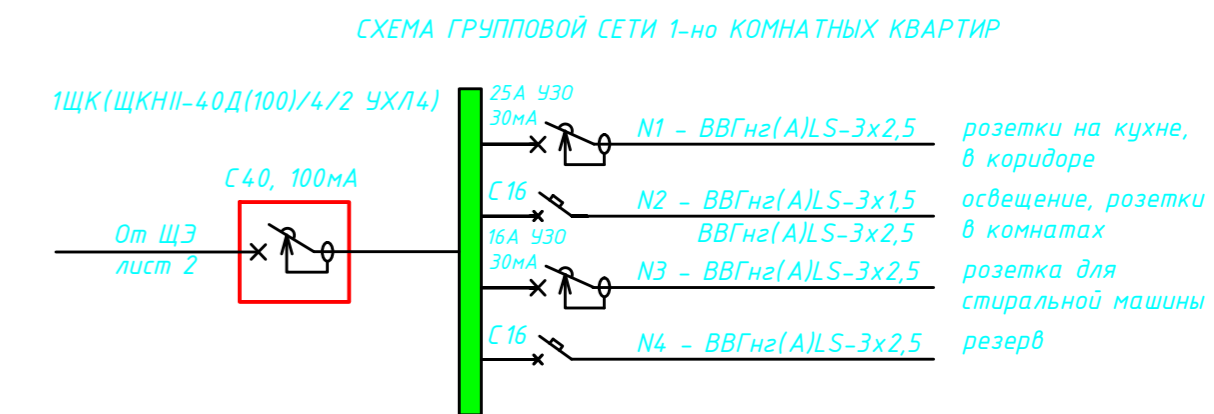 СХЕМА ГРУППОВОЙ СЕТИ 1-но КОМНАТНЫХ КВАРТИР
1ЩК(ЩКНII-40Д(100)/4/2 УХЛ4)
С40, 100мА
От ЩЭ
лист 2
25А УЗО
30мА
N1 - ВВГнг(А)LS-3х2,5
розетки на кухне,
в коридоре
С16
N2 - ВВГнг(А)LS-3х1,5
ВВГнг(А)LS-3х2,5
освещение, розетки
в комнатах
16А УЗО
30мА
N3 - ВВГнг(А)LS-3х2,5
розетка для
стиральной машины
С16
N4 - ВВГнг(А)LS-3х2,5
резерв